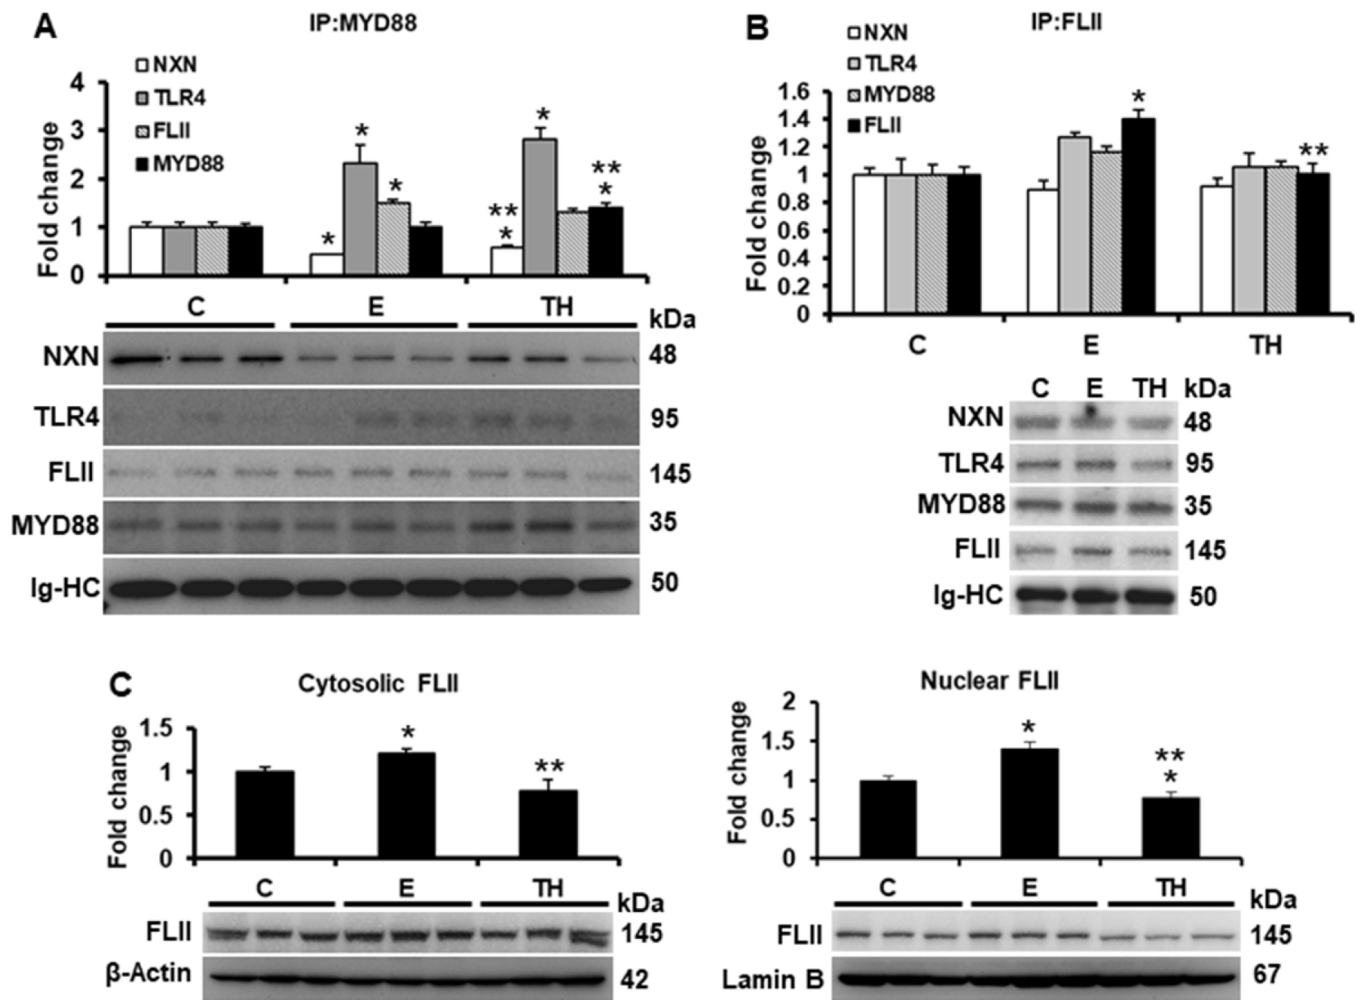 A
IP:MYD88
NXN
TLR4
FLII
MYD88
Fold change
4
3
2
1
0
*
*
*
**
*
*
**
*
C E TH
kDa
NXN 48
TLR4 95
FLII 145
MYD88 35
Ig-HC 50
B
IP:FLII
NXN
TLR4
MYD88
FLII
Fold change
1.6
1.4
1.2
1
0.8
0.6
0.4
0.2
0
*
**
C E TH
C E TH kDa
NXN 48
TLR4 95
MYD88 35
FLII 145
Ig-HC 50
C
Cytosolic FLII
Fold change
1.5
1
0.5
0
*
**
C E TH
kDa
FLII 145
β-Actin 42
Nuclear FLII
Fold change
2
1.5
1
0.5
0
*
**
*
C E TH
kDa
FLII 145
Lamin B 67